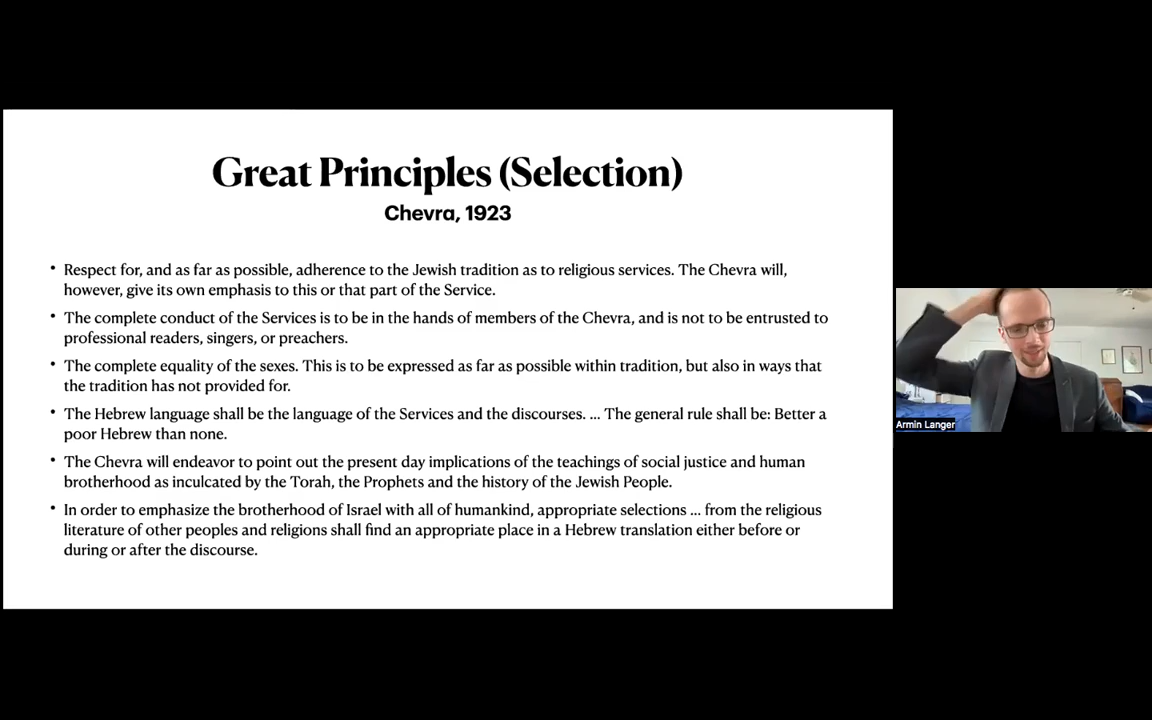 Great Principles (Selection)
Chevra, 1923
• Respect for, and as far as possible, adherence to the Jewish tradition as to religious services. The Chevra will,
however, give its own emphasis to this or that part of the Service.
• The complete conduct of the Services is to be in the hands of members of the Chevra, and is not to be entrusted to
professional readers, singers, or preachers.
• The complete equality of the sexes. This is to be expressed as far as possible within tradition, but also in ways that
the tradition has not provided for.
• The Hebrew language shall be the language of the Services and the discourses. ... The general rule shall be: Better a
poor Hebrew than none.
• The Chevra will endeavor to point out the present day implications of the teachings of social justice and human
brotherhood as inculcated by the Torah, the Prophets and the history of the Jewish People.
• In order to emphasize the brotherhood of Israel with all of humankind, appropriate selections ... from the religious
literature of other peoples and religions shall find an appropriate place in a Hebrew translation either before or
during or after the discourse.
Armin Langer